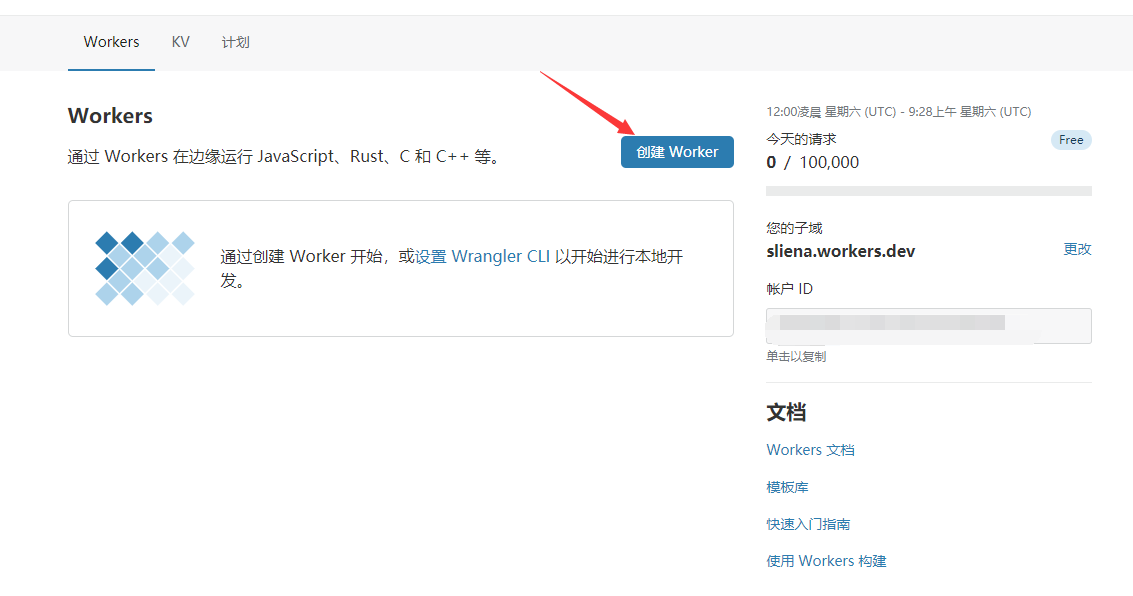 Workers KV 计划
Workers
通过 Workers 在边缘运行 JavaScript、Rust、C 和 C++ 等。
创建 Worker
通过创建 Worker 开始，或设置 Wrangler CLI 以开始进行本地开
发。
12:00凌晨 星期六 (UTC) - 9:28上午 星期六 (UTC)
今天的请求
Free
0 / 100,000
您的子域
sliena.workers.dev
更改
帐户 ID
单击以复制
文档
Workers 文档
模板库
快速入门指南
使用 Workers 构建